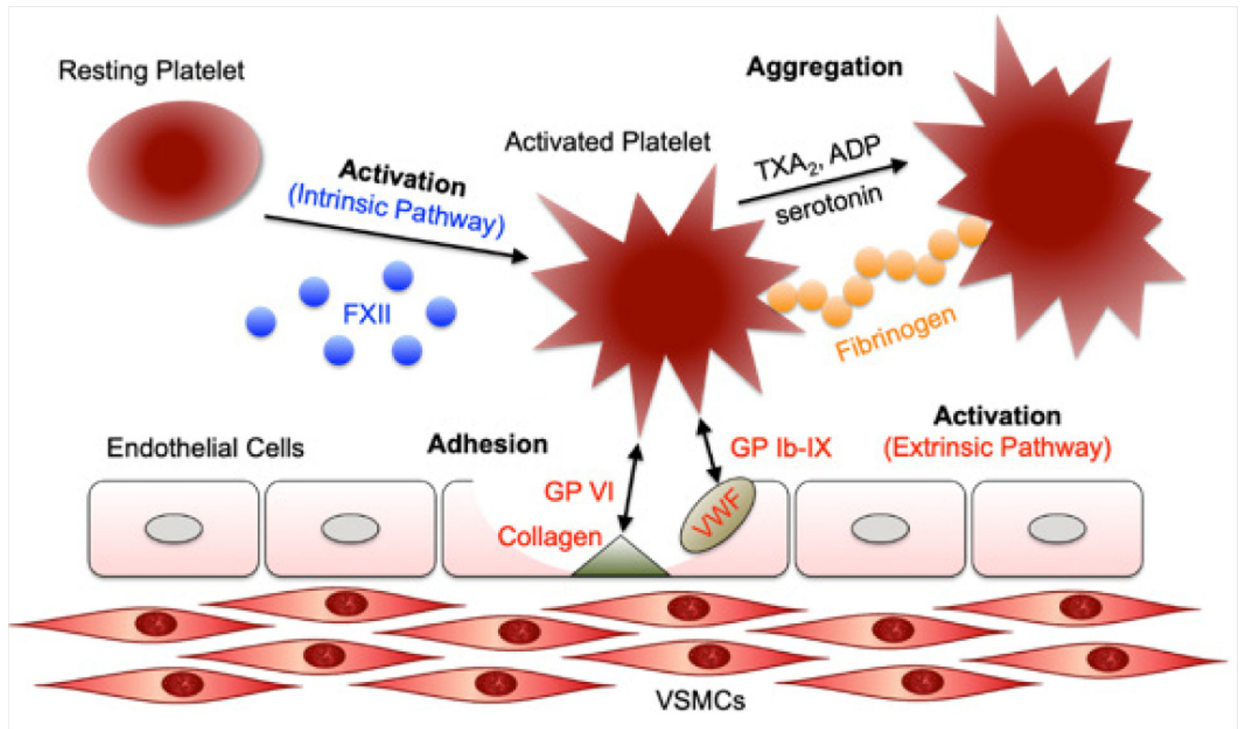 Resting Platelet
Activation
(Intrinsic Pathway)
FXII
Activated Platelet
Aggregation
TXA₂, ADP
serotonin
Fibrinogen
Endothelial Cells
Adhesion
GP VI
Collagen
GP Ib-IX
VWF
Activation
(Extrinsic Pathway)
VSMCs